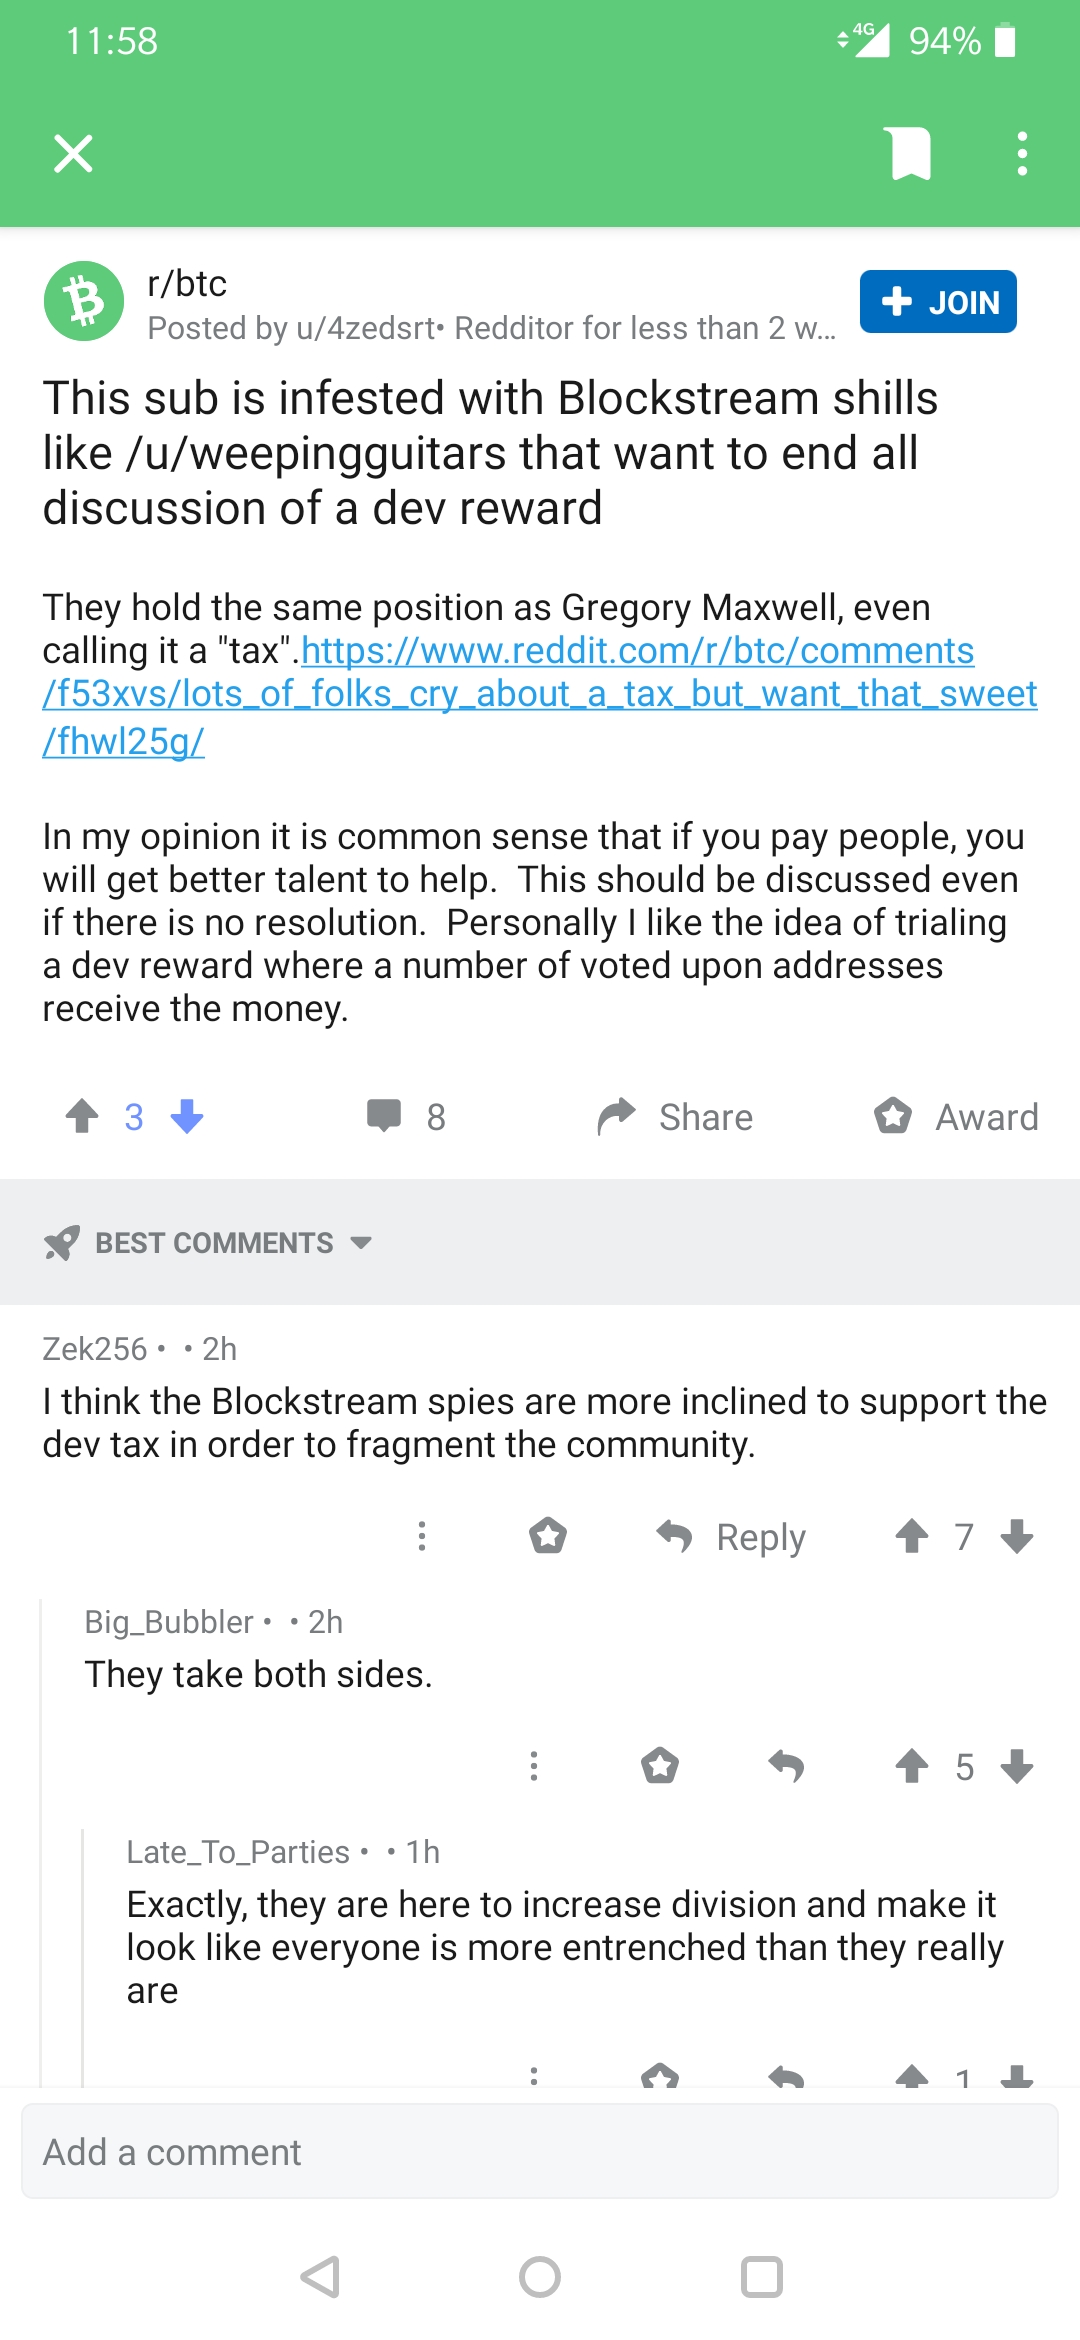 11:58
4G 94%
r/btc
Posted by u/4zedsrt• Redditor for less than 2 w...
JOIN
This sub is infested with Blockstream shills
like /u/weepingguitars that want to end all
discussion of a dev reward
They hold the same position as Gregory Maxwell, even
calling it a "tax".https://www.reddit.com/r/btc/comments
/f53xvs/lots_of_folks_cry_about_a_tax_but_want_that_sweet
/fhwl25g/
In my opinion it is common sense that if you pay people, you
will get better talent to help.  This should be discussed even
if there is no resolution.  Personally I like the idea of trialing
a dev reward where a number of voted upon addresses
receive the money.
3 8 Share Award
BEST COMMENTS
Zek256 • • 2h
I think the Blockstream spies are more inclined to support the
dev tax in order to fragment the community.
Reply 7
Big_Bubbler • • 2h
They take both sides.
5
Late_To_Parties • • 1h
Exactly, they are here to increase division and make it
look like everyone is more entrenched than they really
are
1
Add a comment